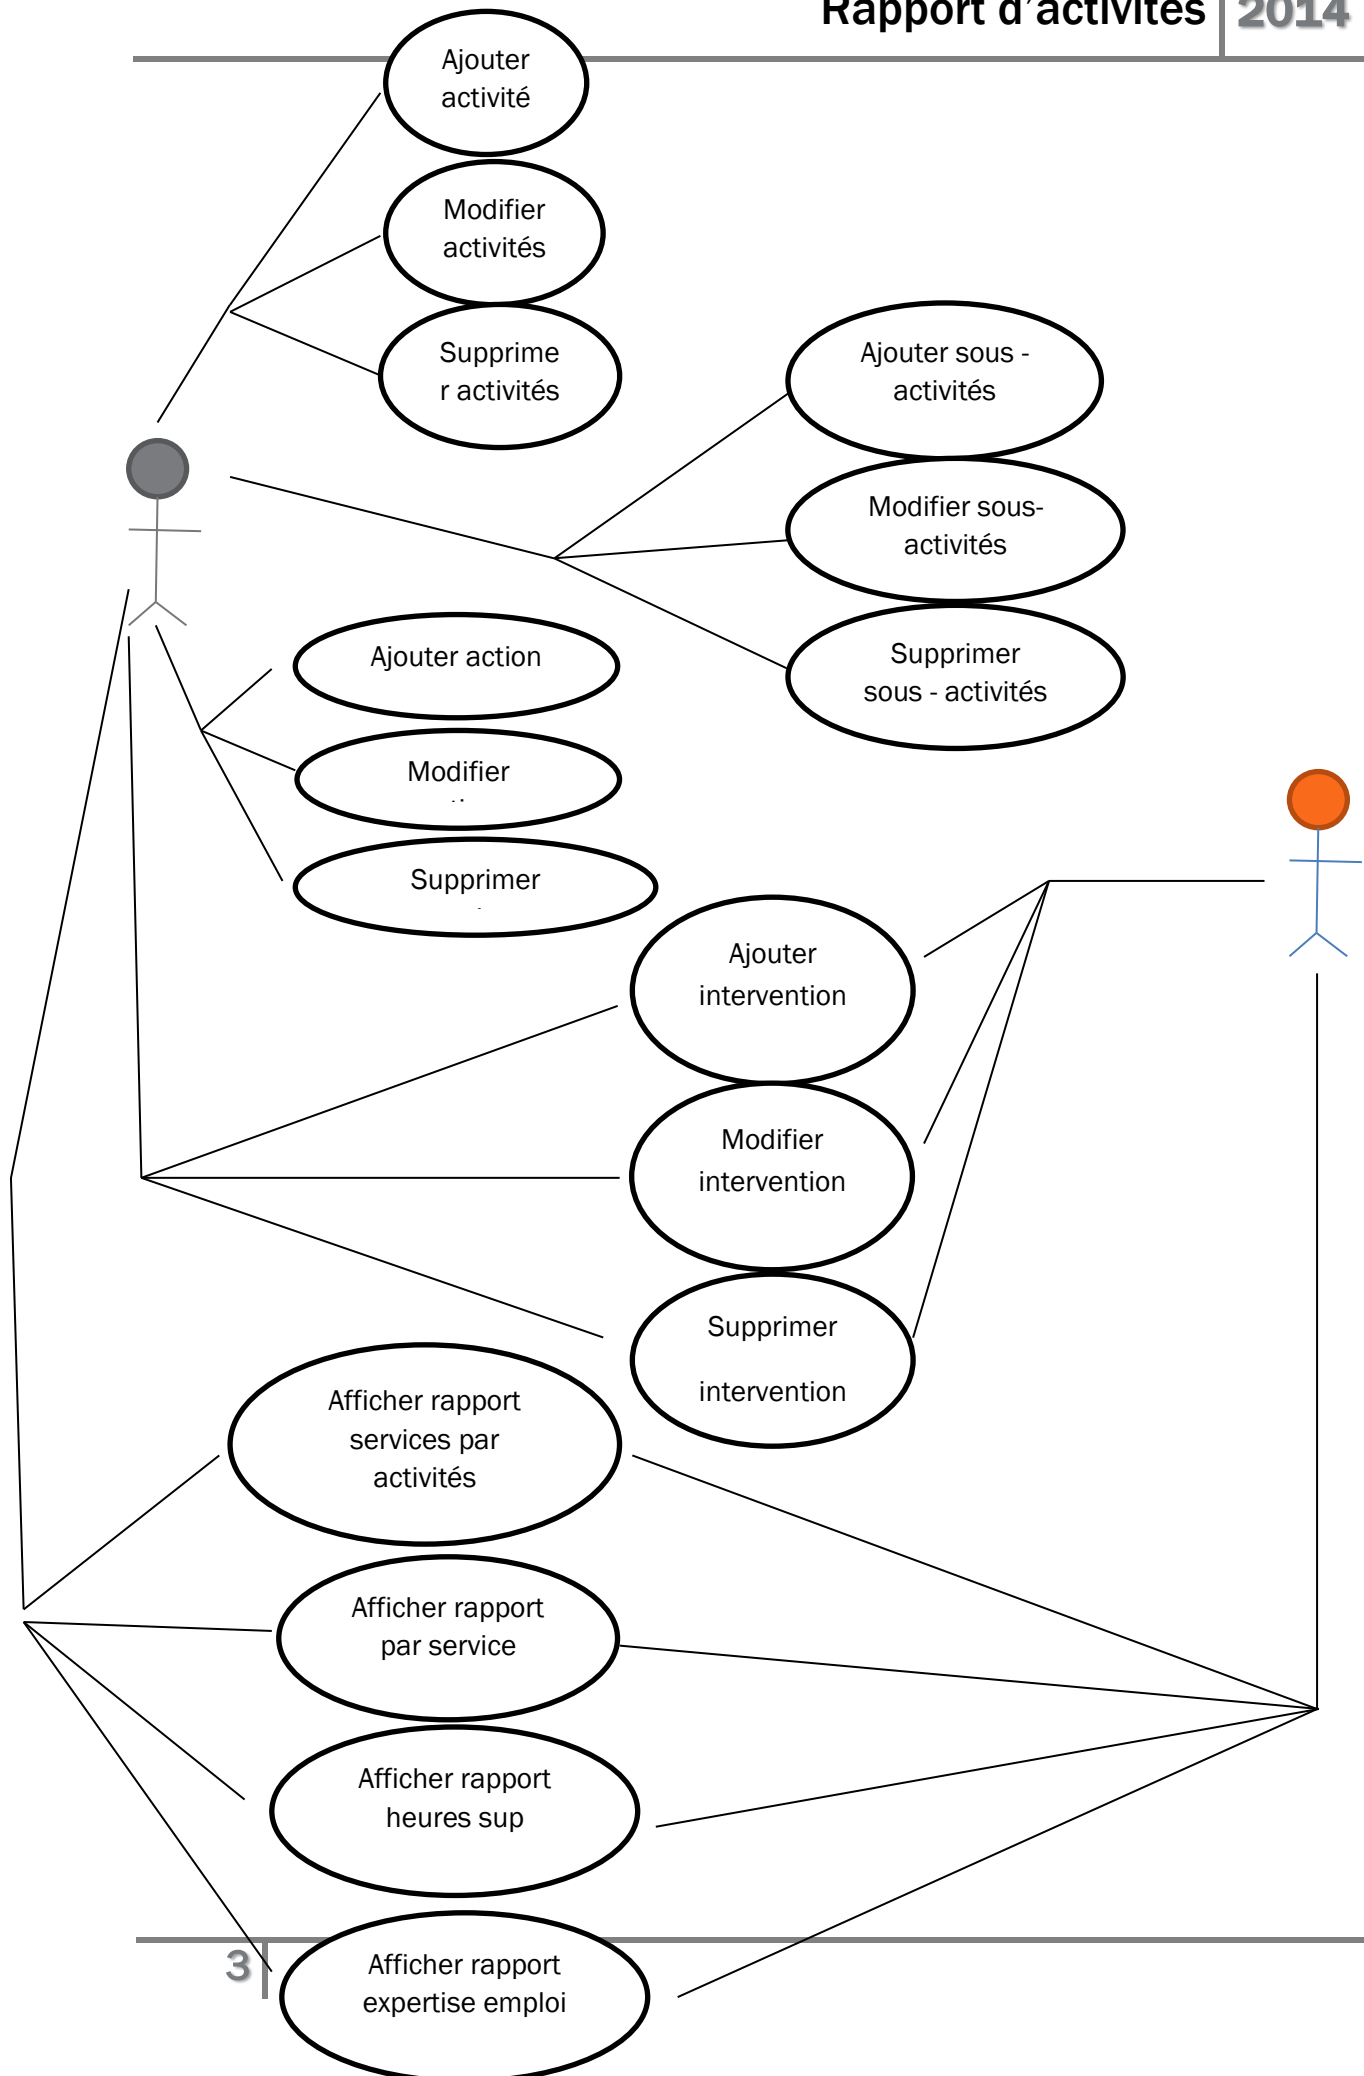 Rapport d'activités 2014
Ajouter
activité
Modifier
activités
Supprime
r activités
Ajouter sous -
activités
Modifier sous-
activités
Supprimer
sous - activités
Ajouter action
Modifier
Supprimer
Ajouter
intervention
Modifier
intervention
Supprimer
intervention
Afficher rapport
services par
activités
Afficher rapport
par service
Afficher rapport
heures sup
3
Afficher rapport
expertise emploi